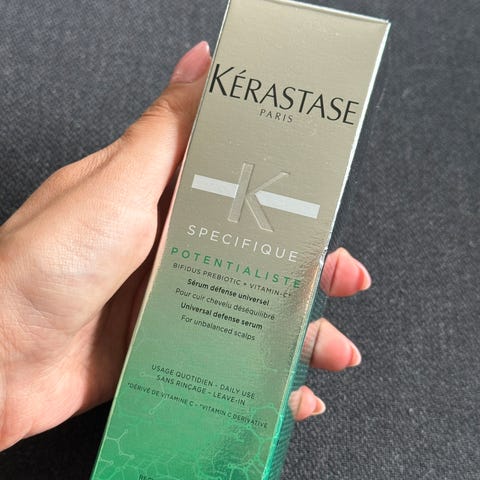 KÉRASTASE
PARIS
K
SPECIFIQUE
POTENTIALISTE
BIFIDUS PREBIOTIC + VITAMIN-C*
Sérum défense universel
Pour cuir chevelu déséquilibré
Universal defense serum
For unbalanced scalps
USAGE QUOTIDIEN - DAILY USE
SANS RINÇAGE - LEAVE-IN
*DÉRIVÉ DE VITAMINE C - *VITAMIN C DERIVATIVE